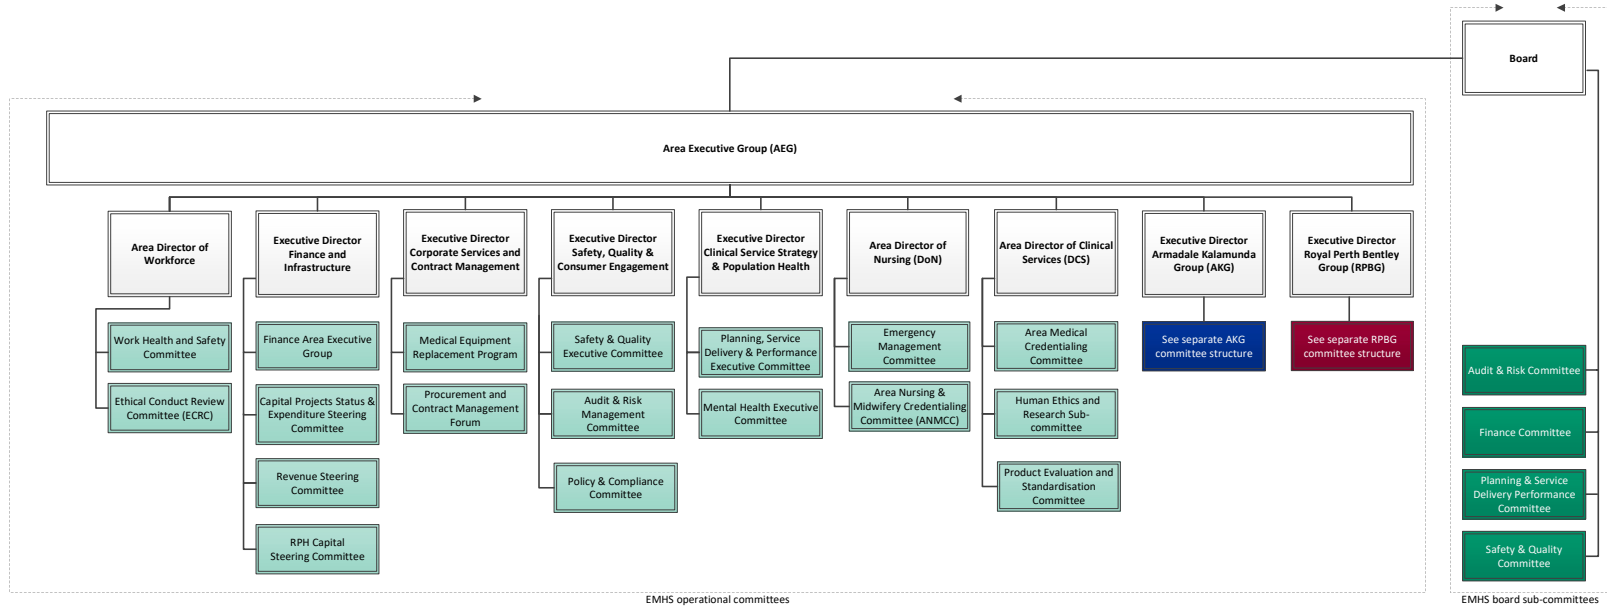 Board
Area Executive Group (AEG)
Area Director of
Workforce
Executive Director
Finance and
Infrastructure
Executive Director
Corporate Services and
Contract Management
Executive Director
Safety, Quality &
Consumer Engagement
Executive Director
Clinical Service Strategy
& Population Health
Area Director of
Nursing (DoN)
Area Director of Clinical
Services (DCS)
Executive Director
Armadale Kalamunda
Group (AKG)
Executive Director
Royal Perth Bentley
Group (RPBG)
Work Health and Safety
Committee
Ethical Conduct Review
Committee (ECRC)
Finance Area Executive
Group
Capital Projects Status &
Expenditure Steering
Committee
Revenue Steering
Committee
RPH Capital
Steering Committee
Medical Equipment
Replacement Program
Procurement and
Contract Management
Forum
Safety & Quality
Executive Committee
Audit & Risk
Management
Committee
Policy & Compliance
Committee
Planning, Service
Delivery & Performance
Executive Committee
Mental Health Executive
Committee
Emergency
Management
Committee
Area Nursing &
Midwifery Credentialing
Committee (ANMCC)
Area Medical
Credentialing
Committee
Human Ethics and
Research Sub-
committee
Product Evaluation and
Standardisation
Committee
See separate AKG
committee structure
See separate RPBG
committee structure
Audit & Risk Committee
Finance Committee
Planning & Service
Delivery Performance
Committee
Safety & Quality
Committee
EMHS operational committees
EMHS board sub-committees